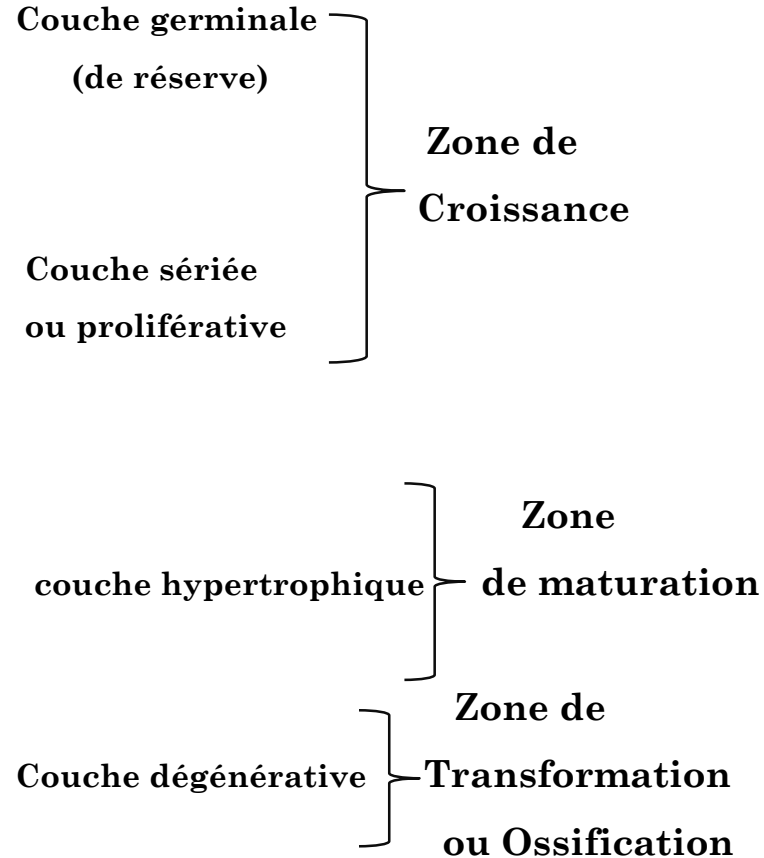 Couche germinale
(de réserve)
Zone de
Croissance
Couche sériée
ou proliférative
Zone
couche hypertrophique de maturation
Zone de
Couche dégénérative Transformation
ou Ossification